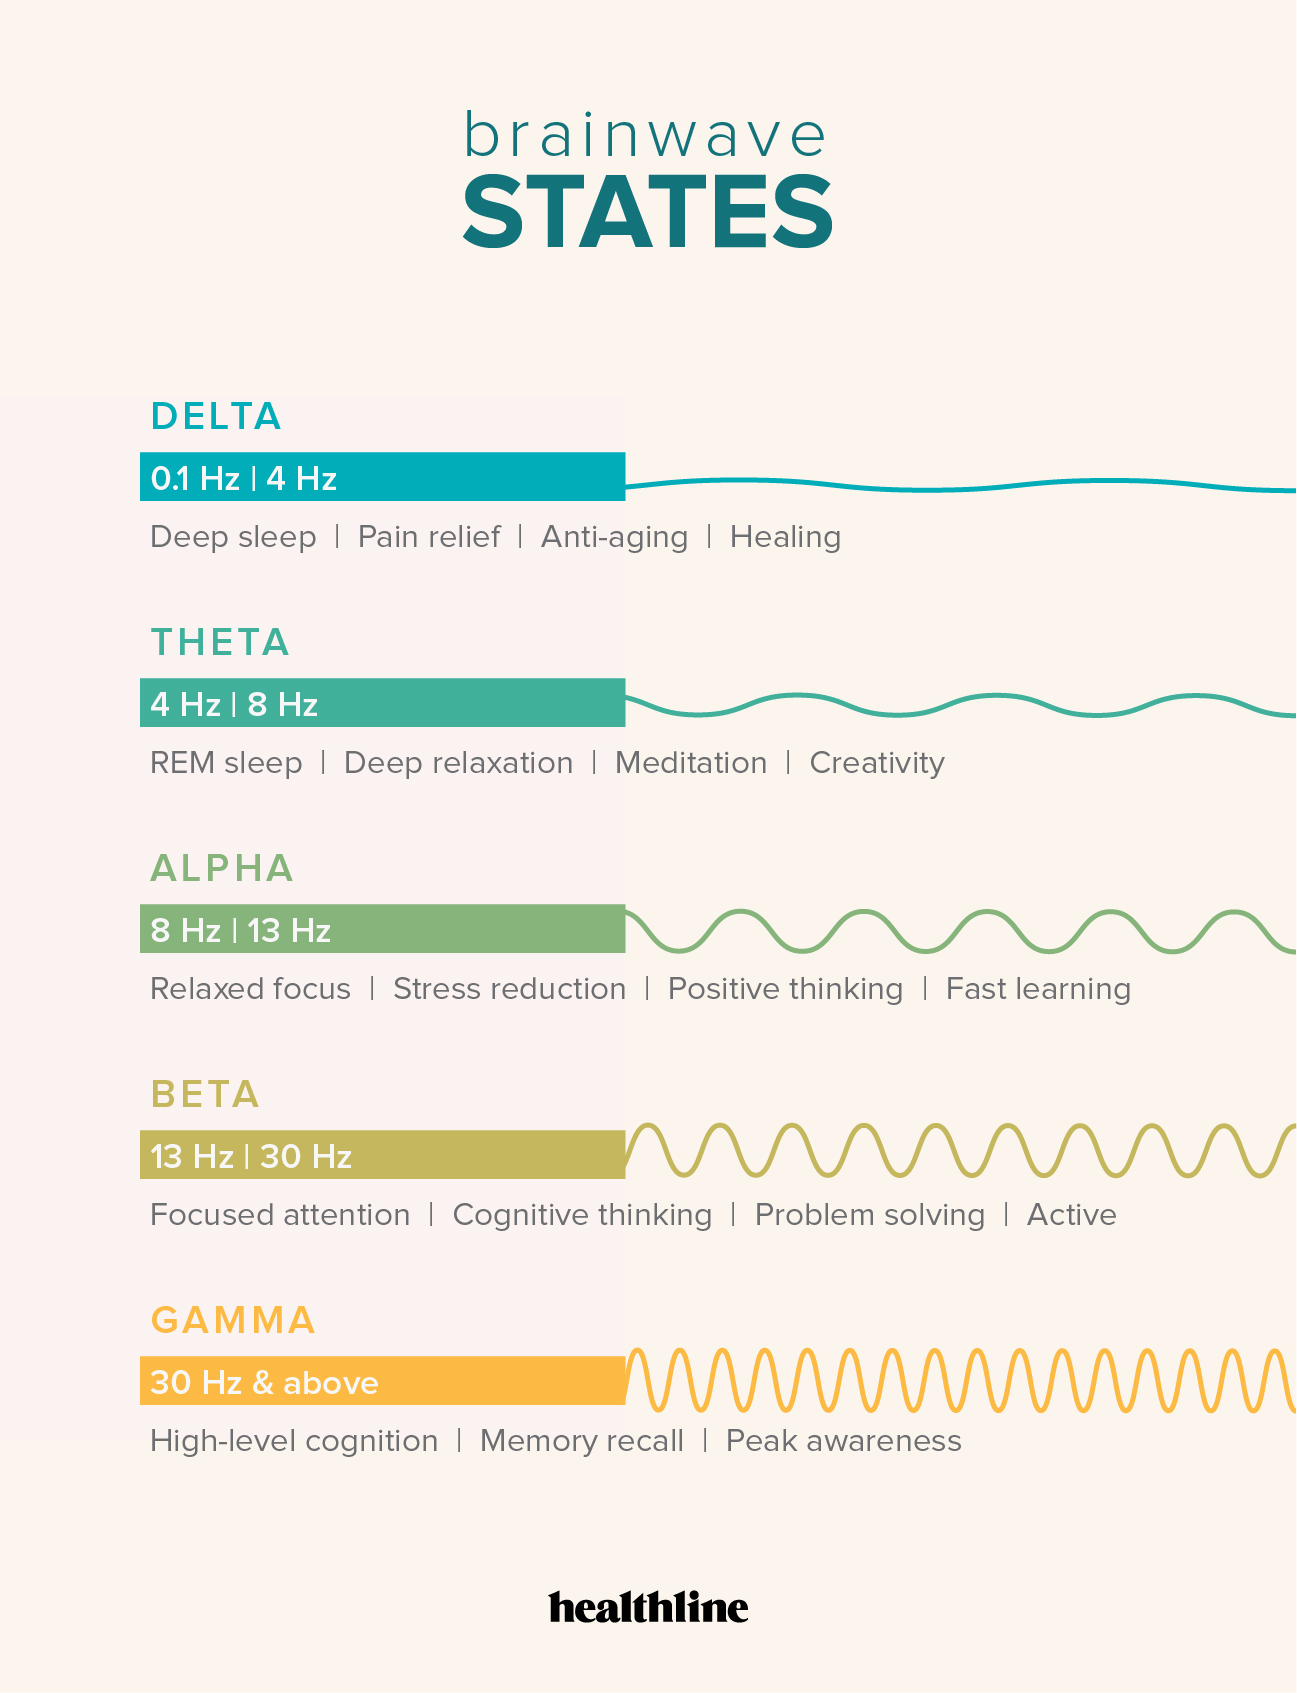 brainwave
STATES
DELTA
0.1 Hz | 4 Hz
Deep sleep | Pain relief | Anti-aging | Healing
THETA
4 Hz | 8 Hz
REM sleep | Deep relaxation | Meditation | Creativity
ALPHA
8 Hz | 13 Hz
Relaxed focus | Stress reduction | Positive thinking | Fast learning
BETA
13 Hz | 30 Hz
Focused attention | Cognitive thinking | Problem solving | Active
GAMMA
30 Hz & above
High-level cognition | Memory recall | Peak awareness
healthline